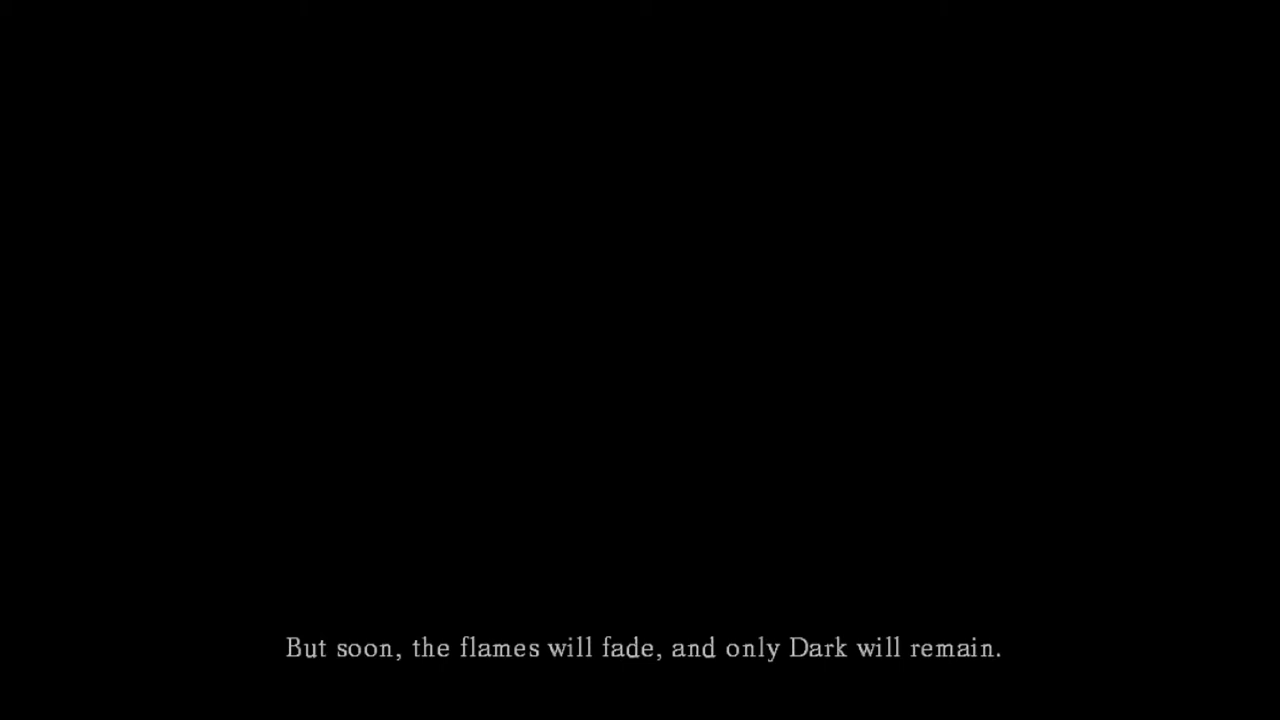 But soon, the flames will fade, and only Dark will remain.